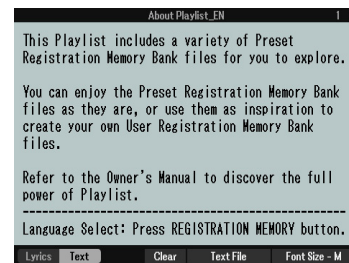 About Playlist_EN 1
This Playlist includes a variety of Preset
Registration Memory Bank files for you to explore.
You can enjoy the Preset Registration Memory Bank
files as they are, or use them as inspiration to
create your own User Registration Memory Bank
files.
Refer to the Owner's Manual to discover the full
power of Playlist.
--------------------------------------------------
Language Select: Press REGISTRATION MEMORY button.
Lyrics Text Clear Text File Font Size - M